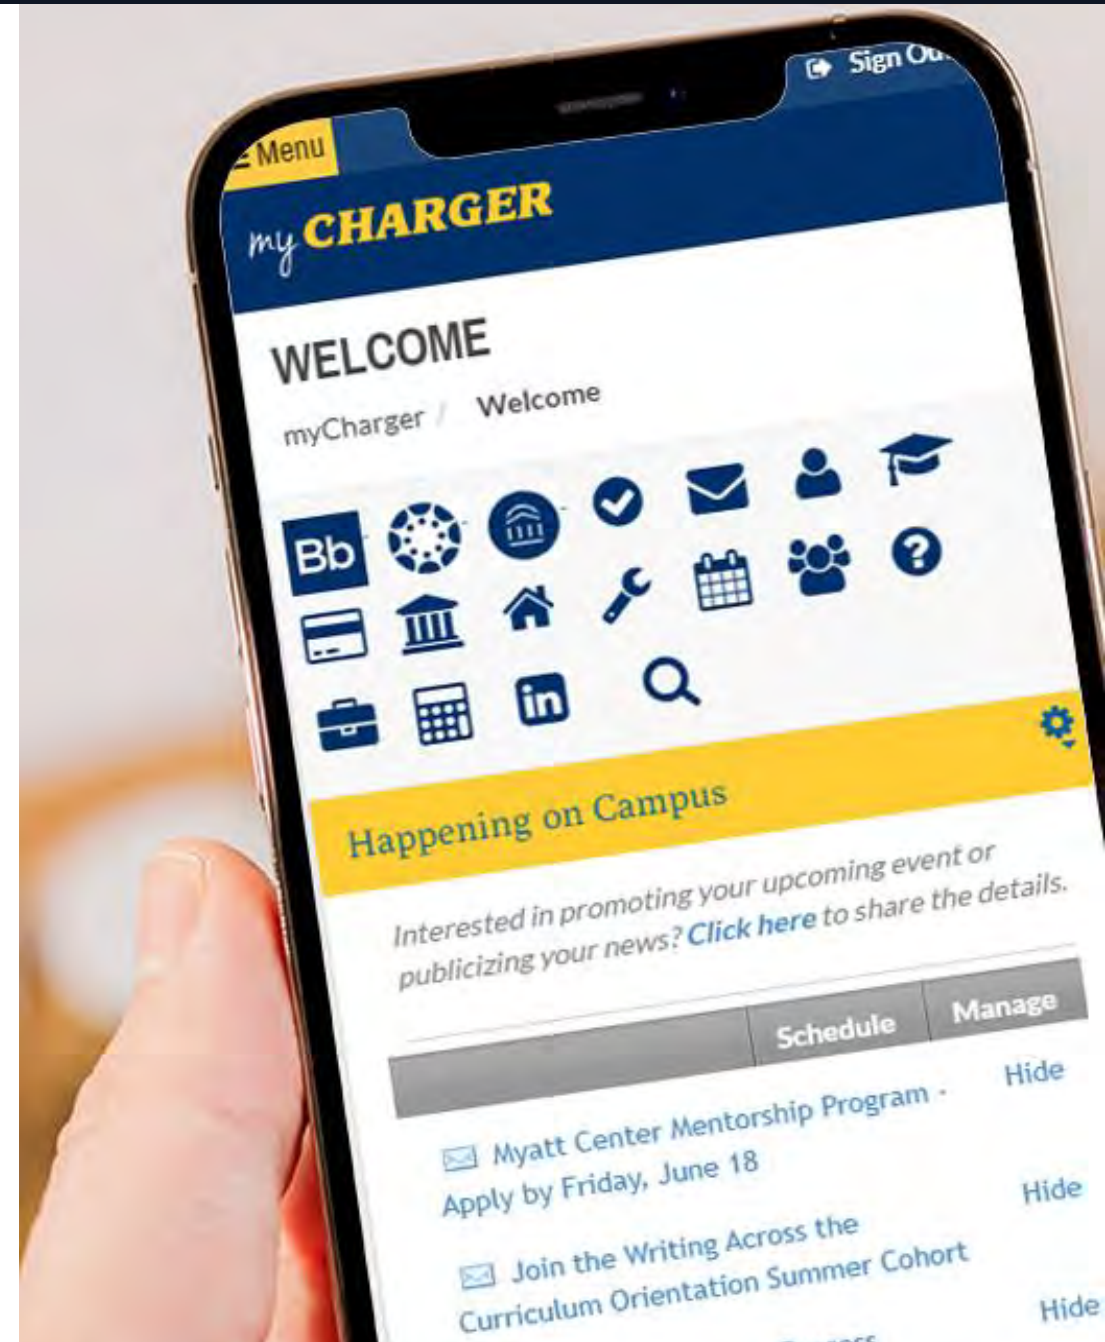 Sign Ou
Menu
my CHARGER
WELCOME
myCharger / Welcome
Bb
in
?
Happening on Campus
Interested in promoting your upcoming event or
publicizing your news? Click here to share the details.
Schedule Manage
Myatt Center Mentorship Program - Hide
Apply by Friday, June 18
Join the Writing Across the Hide
Curriculum Orientation Summer Cohort
Hide